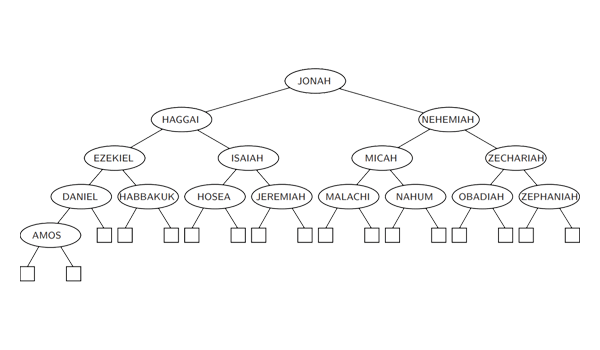 JONAH
HAGGAI NEHEMIAH
EZEKIEL ISAIAH MICAH ZECHARIAH
DANIEL HABBAKUK HOSEA JEREMIAH MALACHI NAHUM OBADIAH ZEPHANIAH
AMOS